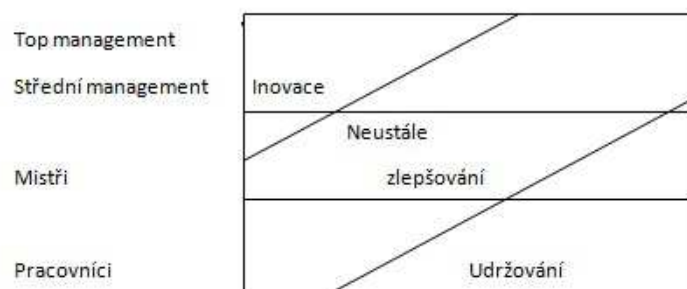 Top management
Střední management Inovace
Neustále
Mistři zlepšování
Pracovníci Udržování